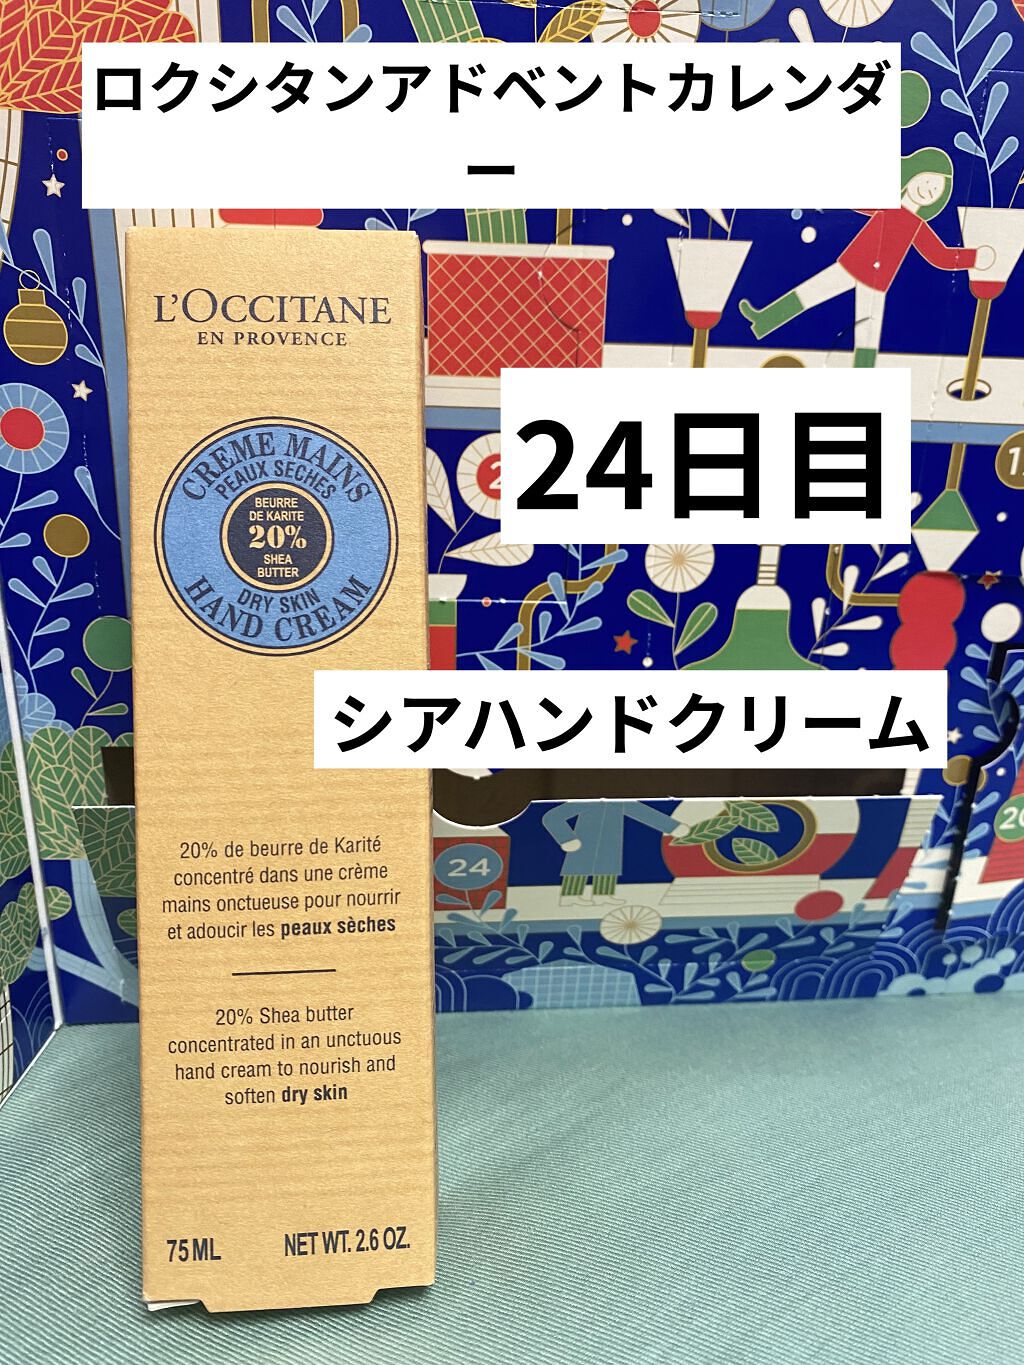 ロクシタンアドベントカレンダ
ー
L'OCCITANE
EN PROVENCE
24日目
CREME MAINS
PEAUX SECHES
BEURRE
DE KARITE
20%
SHEA
BUTTER
DRY SKIN
HAND CREAM
シアハンドクリーム
20% de beurre de Karité
concentré dans une crème
mains onctueuse pour nourrir
et adoucir les peaux sèches
24
20% Shea butter
concentrated in an unctuous
hand cream to nourish and
soften dry skin
75 ML NET WT. 2.6 OZ.